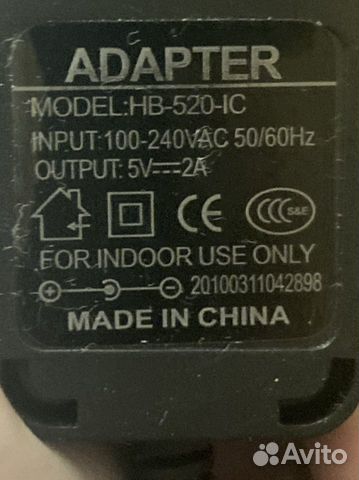 ADAPTER
MODEL:HB-520-IC
INPUT:100-240VAC 50/60Hz
OUTPUT: 5V⎓2A
CE CCC S&E
FOR INDOOR USE ONLY
20100311042898
MADE IN CHINA
Avito